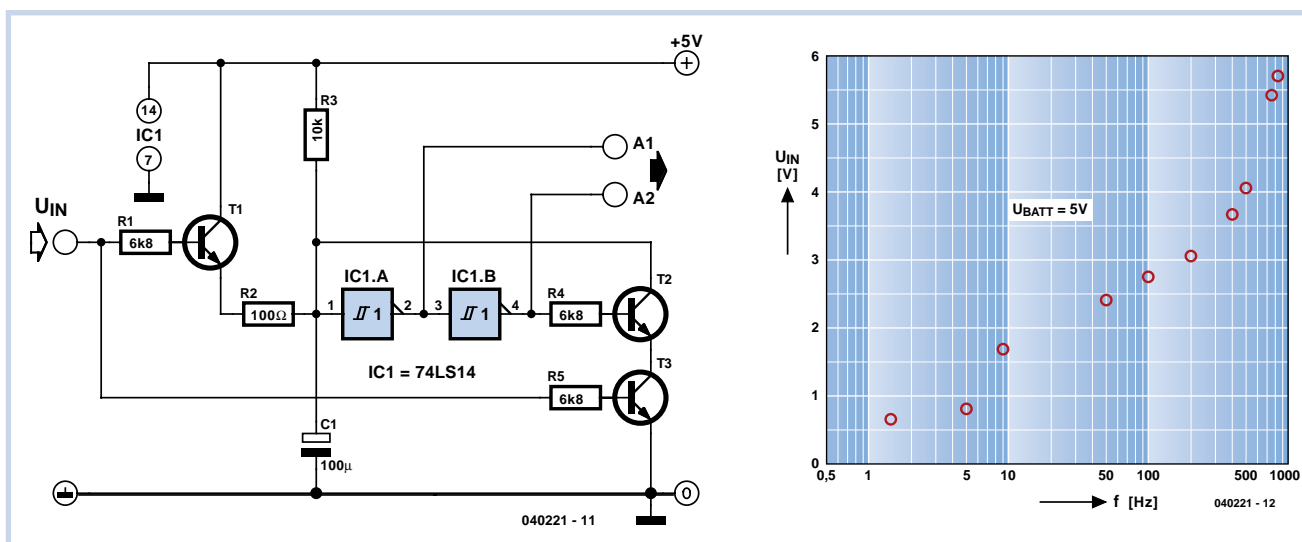 +5V
R3
10k
14
IC1
7
A1
A2
UIN
R1
6k8
T1
R2
100Ω
IC1.A
1
1
2
IC1.B
3
1
4
R4
6k8
T2
IC1 = 74LS14
R5
6k8
T3
C1
100μ
0
040221 - 11
UIN
[V]
6
5
4
3
2
1
0
UBATT = 5V
0,5 1 5 10 50 100 500 1000
f [Hz]
040221 - 12